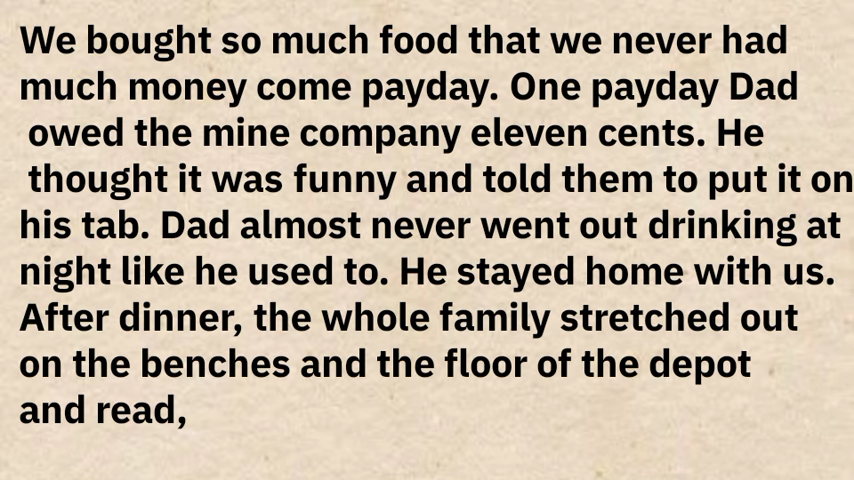 We bought so much food that we never had
much money come payday. One payday Dad
owed the mine company eleven cents. He
thought it was funny and told them to put it on
his tab. Dad almost never went out drinking at
night like he used to. He stayed home with us.
After dinner, the whole family stretched out
on the benches and the floor of the depot
and read,